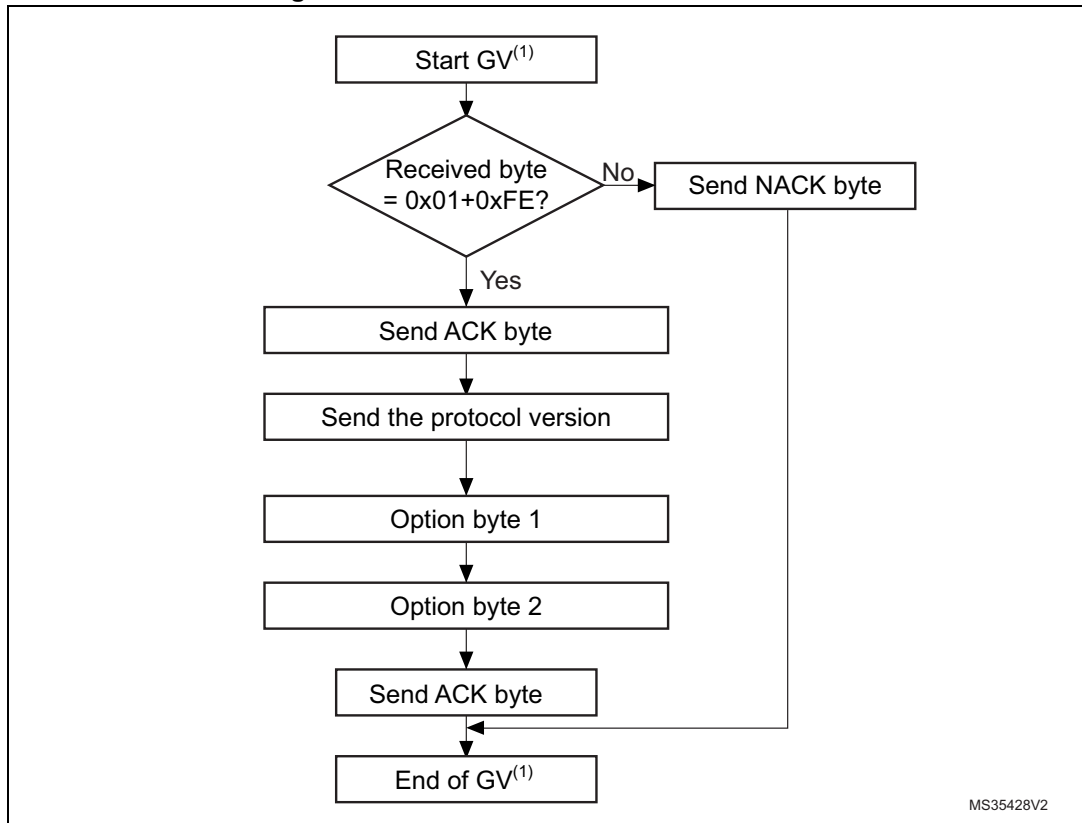 Start GV(1)
Received byte
= 0x01+0xFE?
No
Send NACK byte
Yes
Send ACK byte
Send the protocol version
Option byte 1
Option byte 2
Send ACK byte
End of GV(1)
MS35428V2